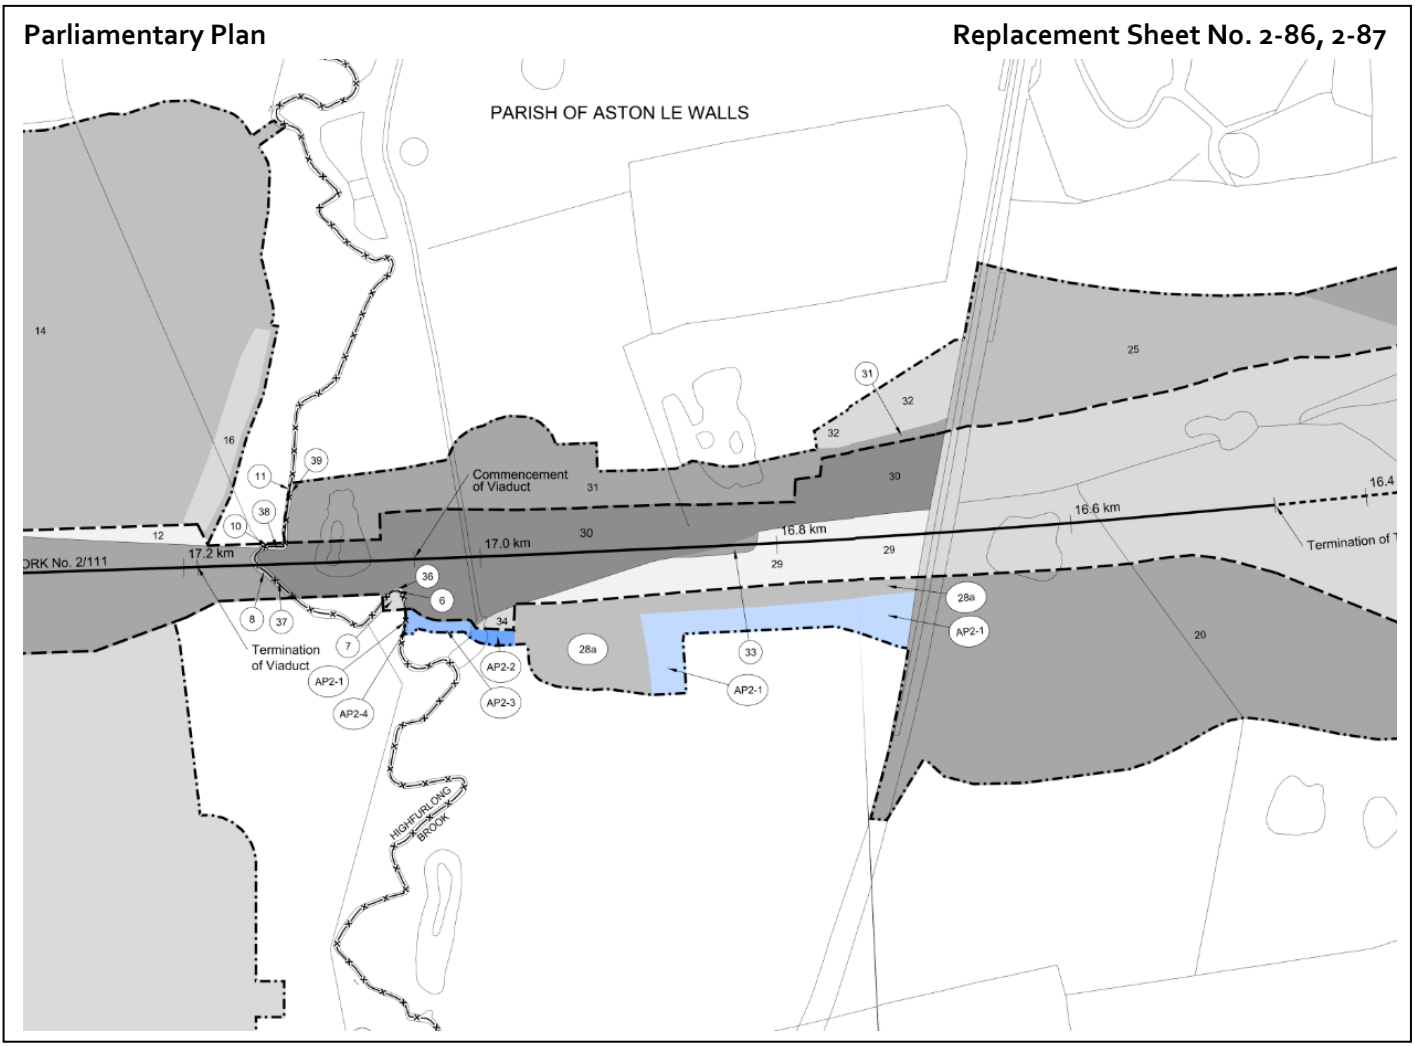 Parliamentary Plan
Replacement Sheet No. 2-86, 2-87
PARISH OF ASTON LE WALLS
14
25
31
32
32
16
39
11
Commencement
of Viaduct
31
30
16.4
38
10
16.6 km
12
16.8 km
30
17.2 km
17.0 km
29
Termination of T
ORK No. 2/111
29
36
28a
6
8
37
34
AP2-1
20
7
33
28a
Termination
of Viaduct
AP2-2
AP2-1
AP2-1
AP2-3
AP2-4
HIGHFURLONG
BROOK